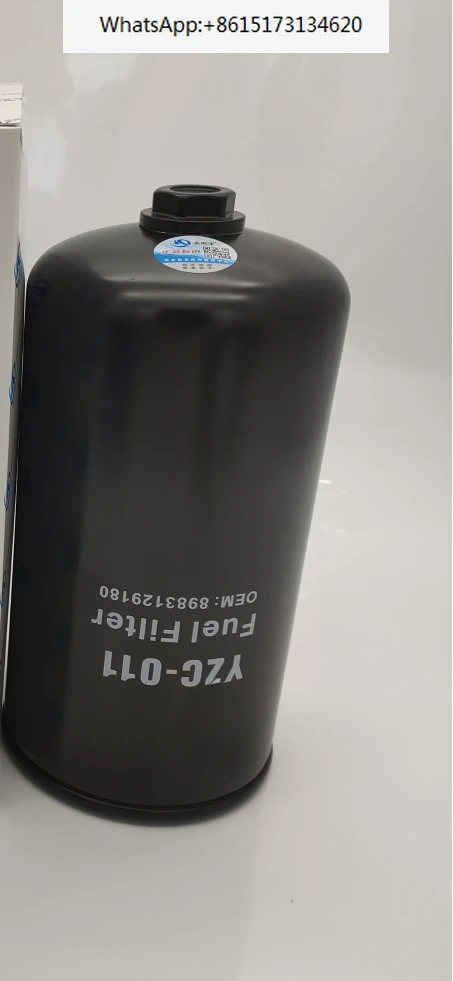 WhatsApp:+8615173134620
YZC-011
Fuel Filter
OEM: 8983129180